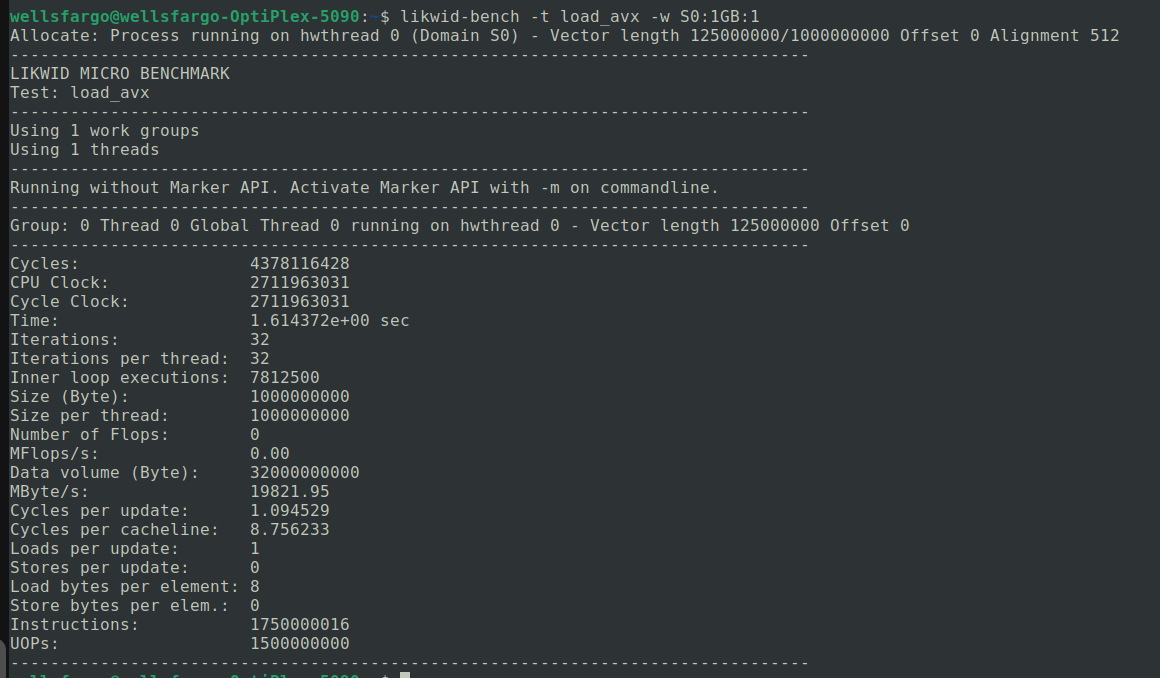 wellsfargo@wellsfargo-OptiPlex-5090:~$ likwid-bench -t load_avx -w S0:1GB:1
Allocate: Process running on hwthread 0 (Domain S0) - Vector length 125000000/1000000000 Offset 0 Alignment 512
--------------------------------------------------------------------------------
LIKWID MICRO BENCHMARK
Test: load_avx
--------------------------------------------------------------------------------
Using 1 work groups
Using 1 threads
--------------------------------------------------------------------------------
Running without Marker API. Activate Marker API with -m on commandline.
--------------------------------------------------------------------------------
Group: 0 Thread 0 Global Thread 0 running on hwthread 0 - Vector length 125000000 Offset 0
--------------------------------------------------------------------------------
Cycles: 4378116428
CPU Clock: 2711963031
Cycle Clock: 2711963031
Time: 1.614372e+00 sec
Iterations: 32
Iterations per thread: 32
Inner loop executions: 7812500
Size (Byte): 1000000000
Size per thread: 1000000000
Number of Flops: 0
MFlops/s: 0.00
Data volume (Byte): 32000000000
MByte/s: 19821.95
Cycles per update: 1.094529
Cycles per cacheline: 8.756233
Loads per update: 1
Stores per update: 0
Load bytes per element: 8
Store bytes per elem.: 0
Instructions: 1750000016
UOPs: 1500000000
--------------------------------------------------------------------------------
wellsfargo@wellsfargo-OptiPlex-5090:~$